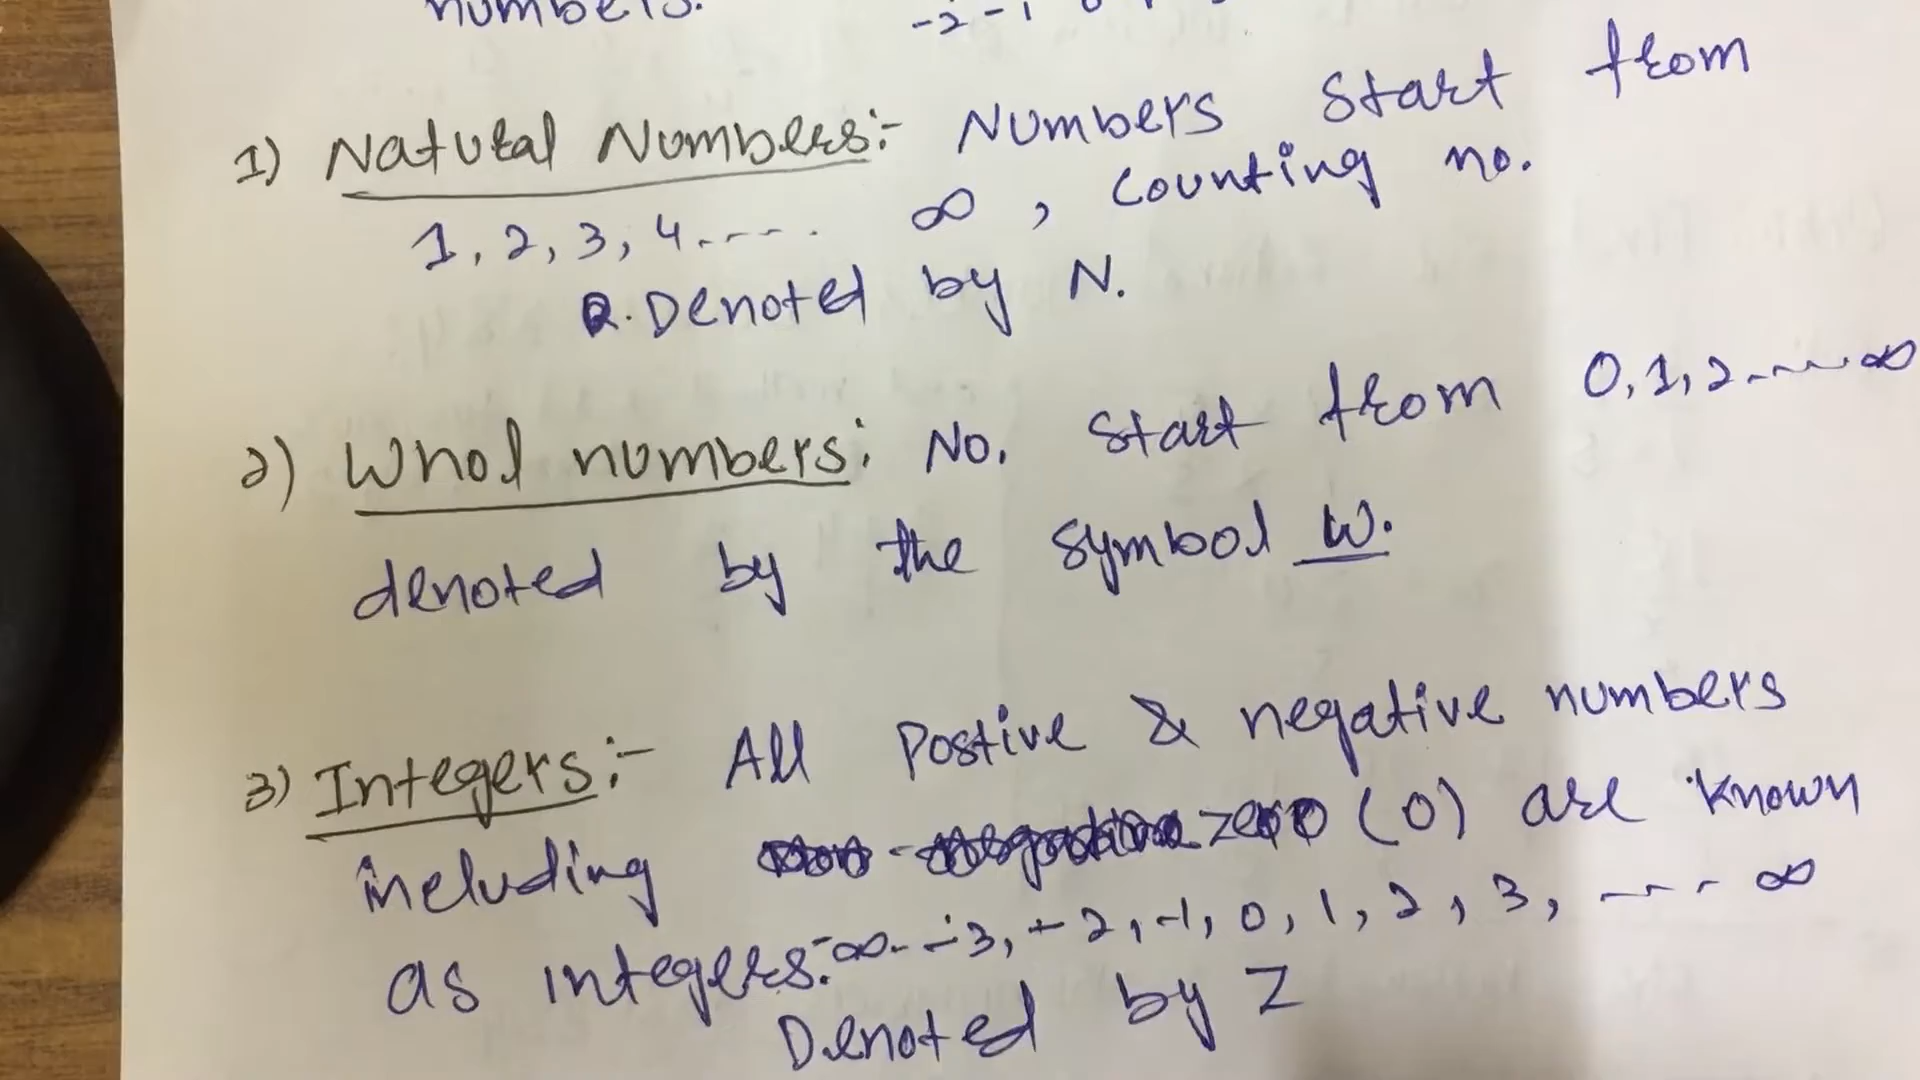 numbers. -2 -1 0 1
1) Natural Numbers:- Numbers start from
1, 2, 3, 4..... ∞, counting no.
Denoted by N.
2) Whol numbers: No. start from 0, 1, 2.....∞
denoted by the symbol W.
3) Integers:- All Postive & negative numbers
including zero (0) are known
as integers. -∞ - -3, -2, -1, 0, 1, 2, 3, .... ∞
Denoted by Z